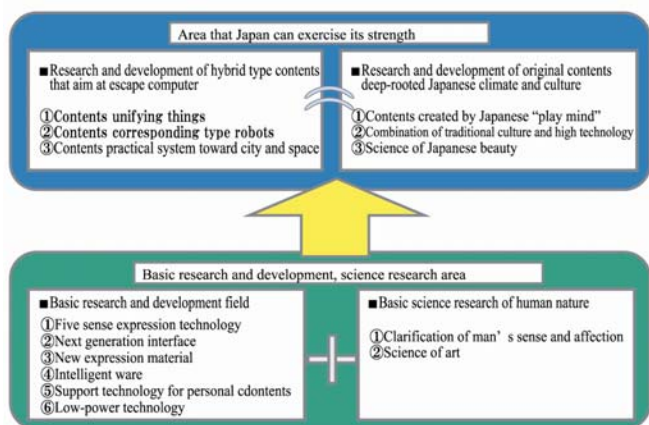 Area that Japan can exercise its strength
■Research and development of hybrid type contents
that aim at escape computer
①Contents unifying things
②Contents corresponding type robots
③Contents practical system toward city and space
■Research and development of original contents
deep-rooted Japanese climate and culture
①Contents created by Japanese “play mind”
②Combination of traditional culture and high technology
③Science of Japanese beauty
Basic research and development, science research area
■Basic research and development field
①Five sense expression technology
②Next generation interface
③New expression material
④Intelligent ware
⑤Support technology for personal cdontents
⑥Low-power technology
■Basic science research of human nature
①Clarification of man’ s sense and affection
②Science of art